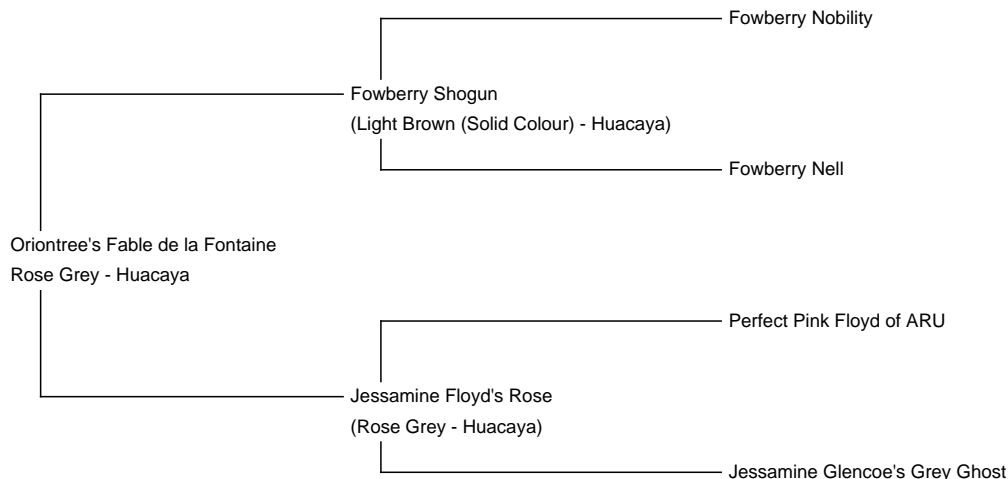 Fowberry Nobility
Fowberry Shogun
(Light Brown (Solid Colour) - Huacaya)
Fowberry Nell
Oriontree's Fable de la Fontaine
Rose Grey - Huacaya
Perfect Pink Floyd of ARU
Jessamine Floyd's Rose
(Rose Grey - Huacaya)
Jessamine Glencoe's Grey Ghost